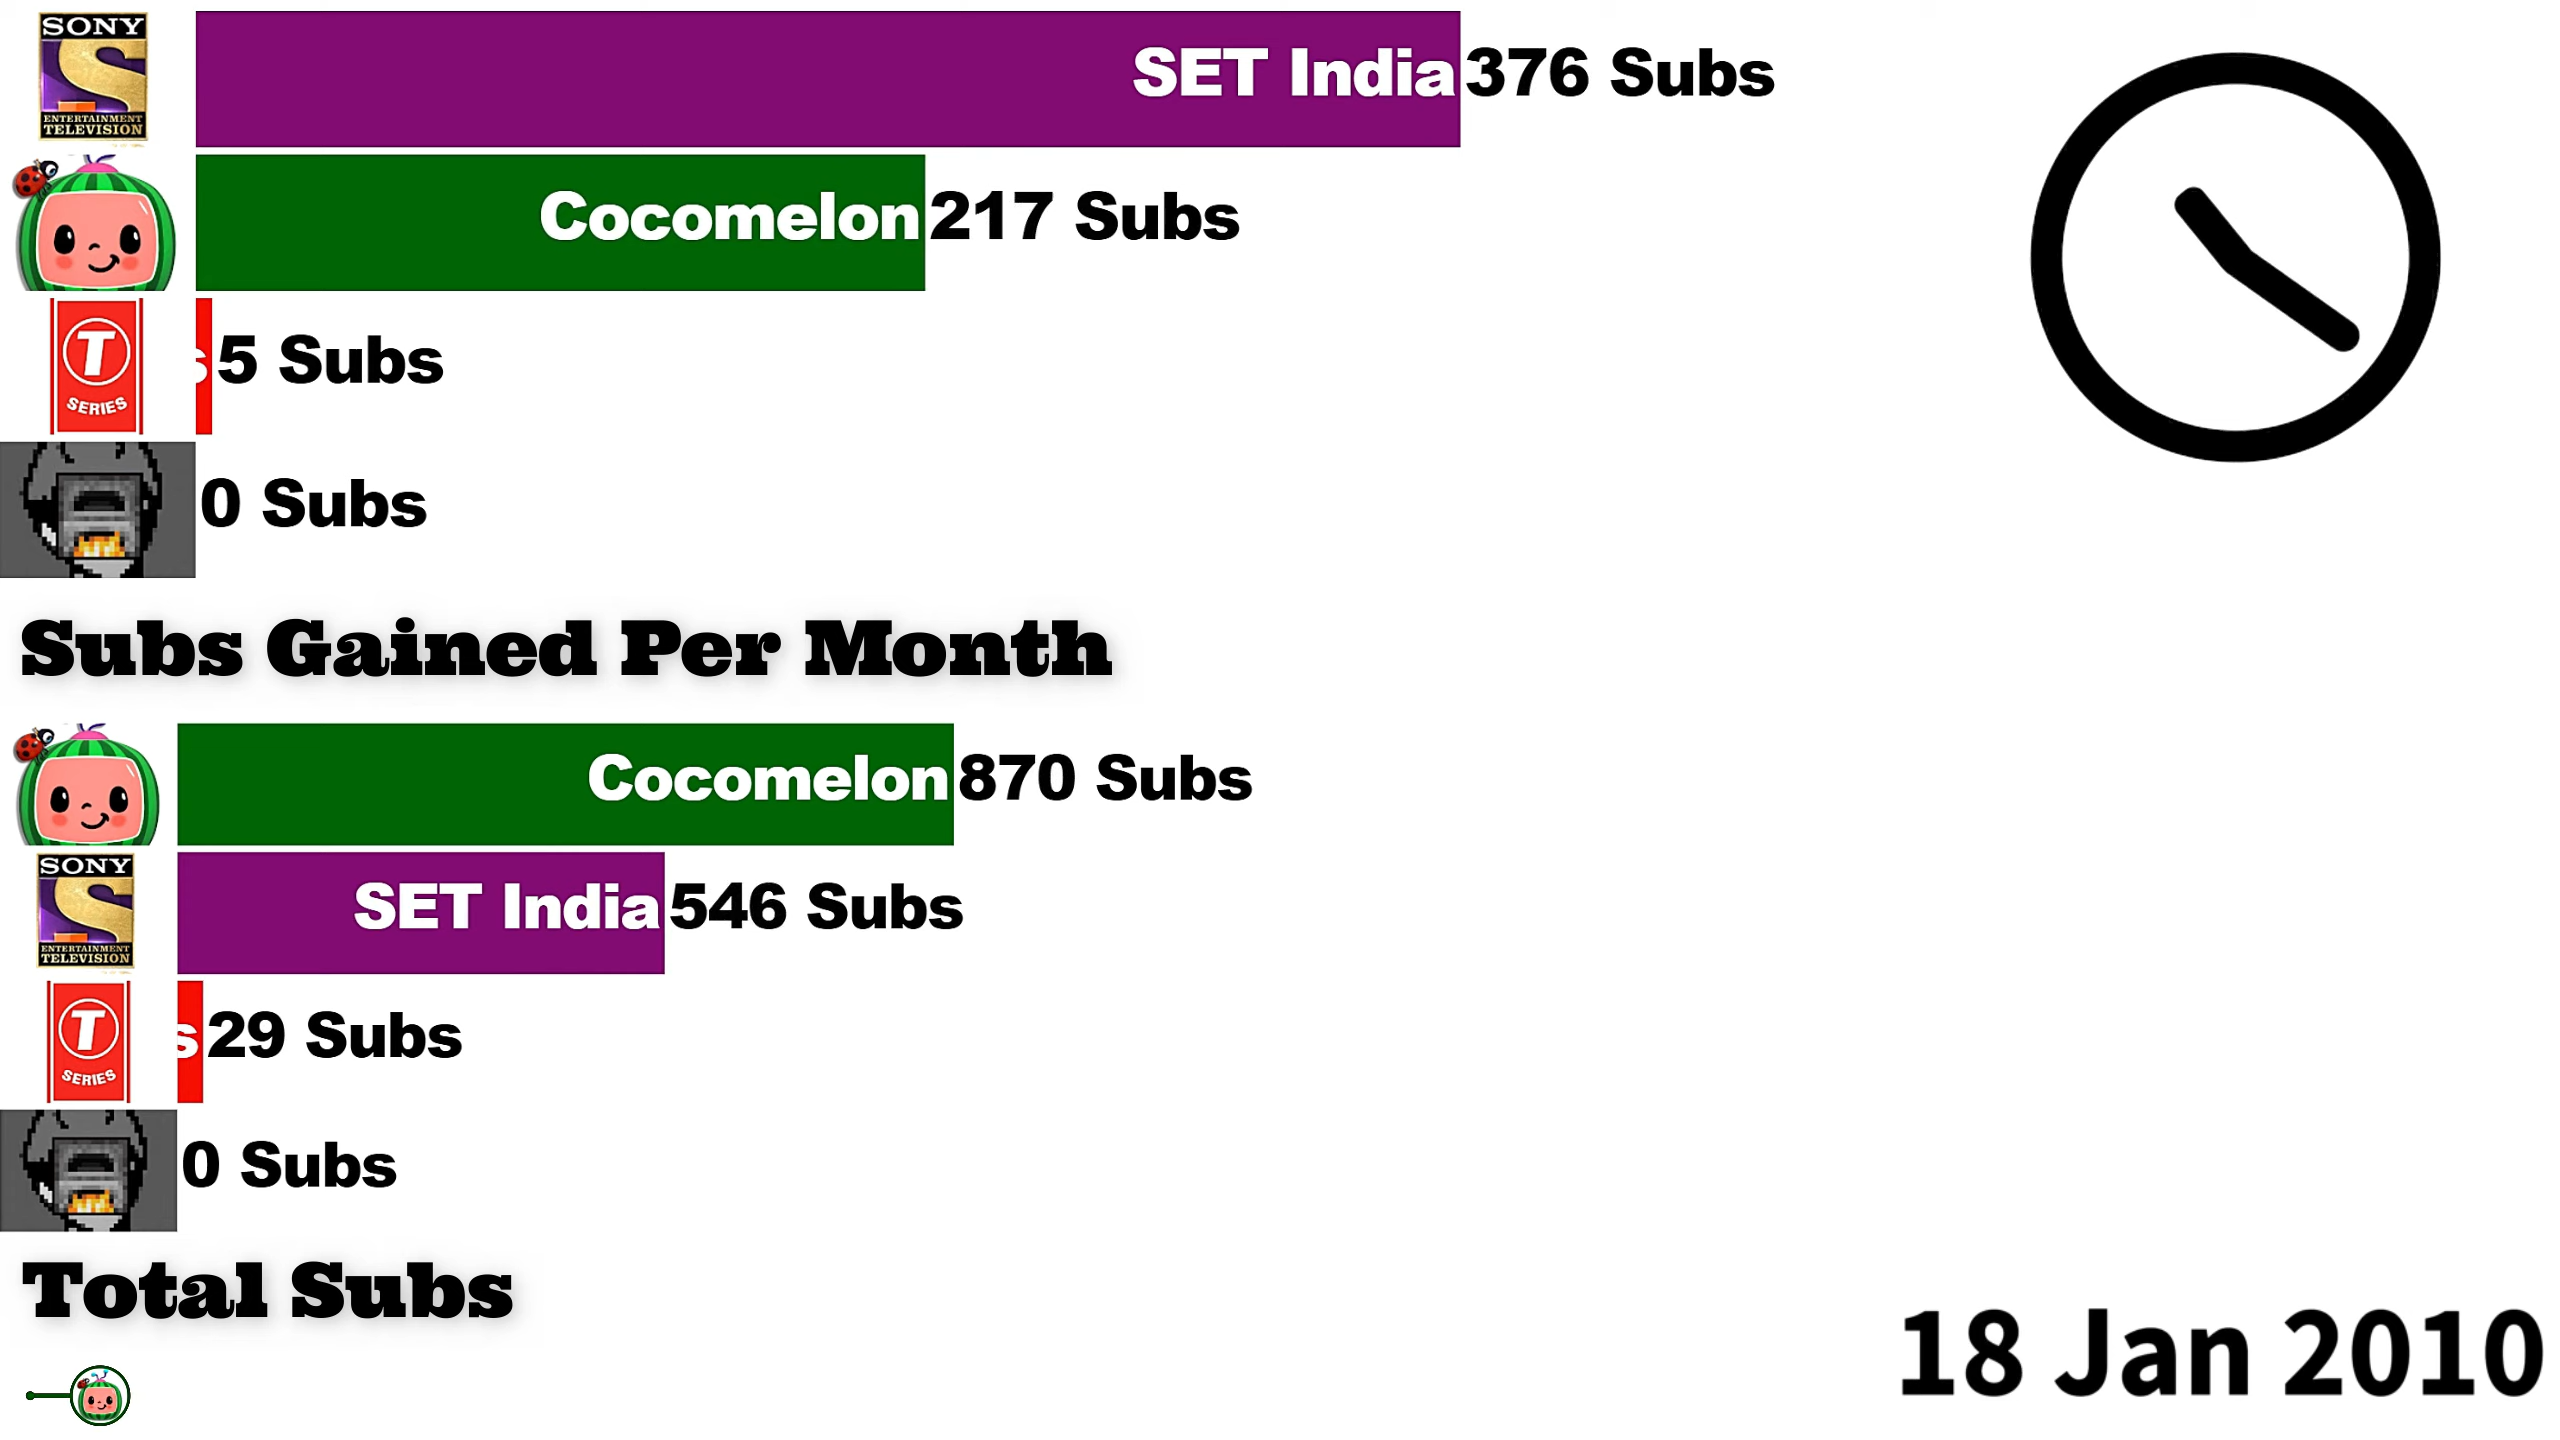 SONY
ENTERTAINMENT
TELEVISION
SET India 376 Subs
Cocomelon 217 Subs
T
SERIES
s 5 Subs
0 Subs
Subs Gained Per Month
Cocomelon 870 Subs
SONY
ENTERTAINMENT
TELEVISION
SET India 546 Subs
T
SERIES
s 29 Subs
0 Subs
Total Subs
18 Jan 2010